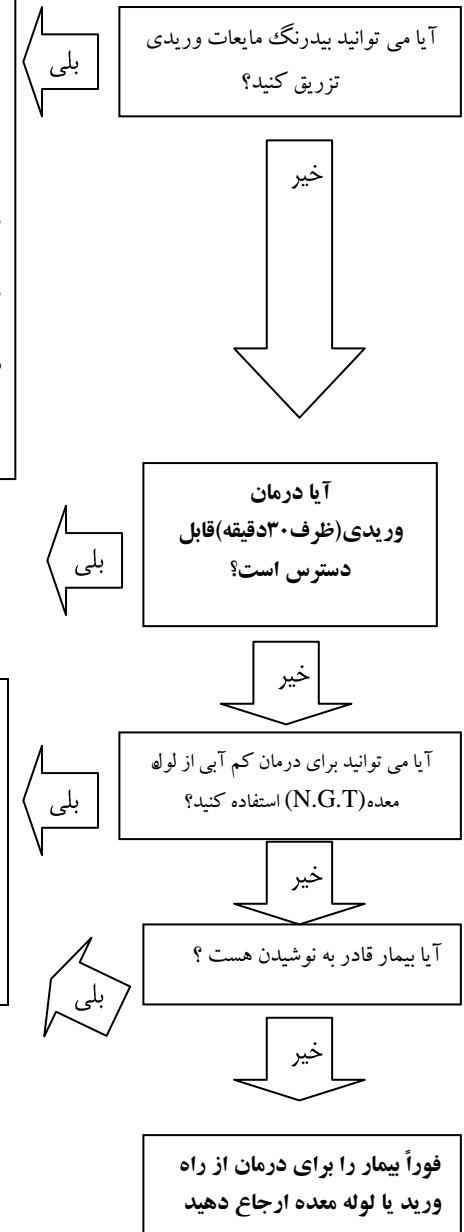 آیا می توانید بیدرنگ مایعات وریدی
تزریق کنید؟
بلی
خیر
آیا درمان
وریدی(ظرف۳۰دقیقه)قابل
دسترس است؟
بلی
خیر
آیا می توانید برای درمان کم آبی از لوله
معده(N.G.T) استفاده کنید؟
بلی
خیر
آیا بیمار قادر به نوشیدن هست ؟
بلی
خیر
فوراً بیمار را برای درمان از راه
ورید یا لوله معده ارجاع دهید